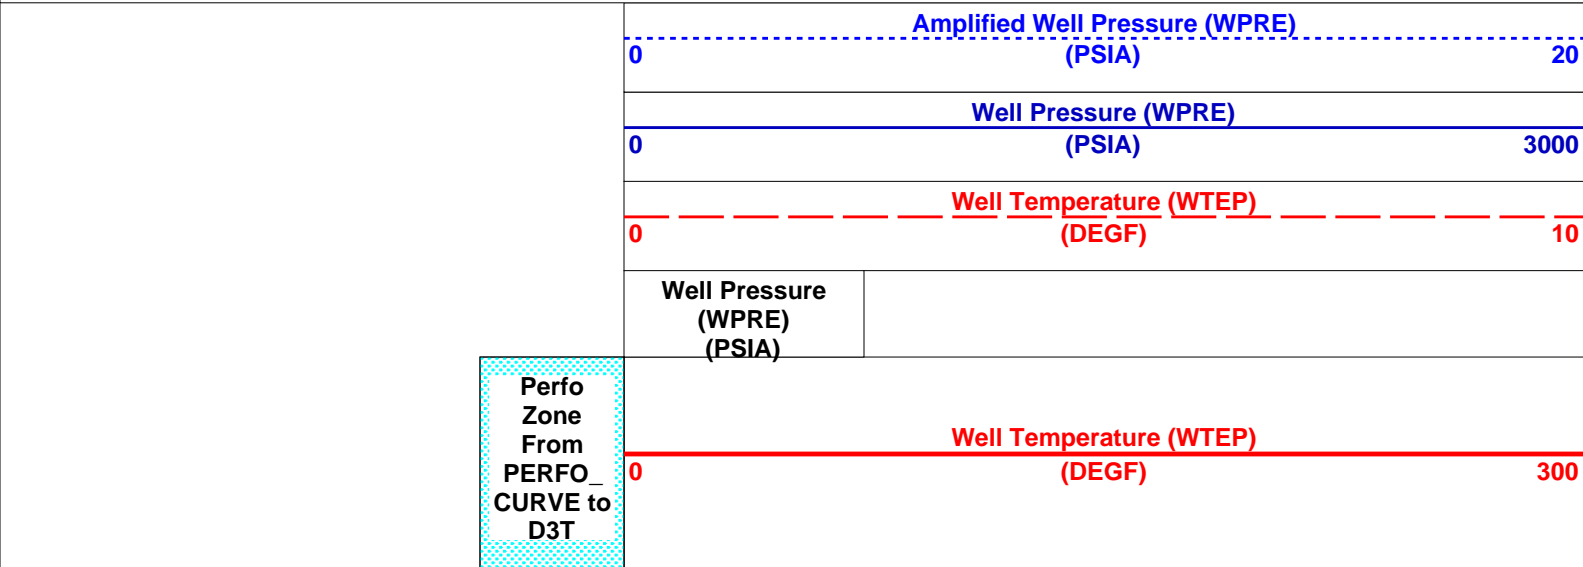 Amplified Well Pressure (WPRE)
0 (PSIA) 20
Well Pressure (WPRE)
0 (PSIA) 3000
Well Temperature (WTEP)
0 (DEGF) 10
Well Pressure
(WPRE)
(PSIA)
Perfo
Zone
From
PERFO_
CURVE to
D3T
Well Temperature (WTEP)
0 (DEGF) 300